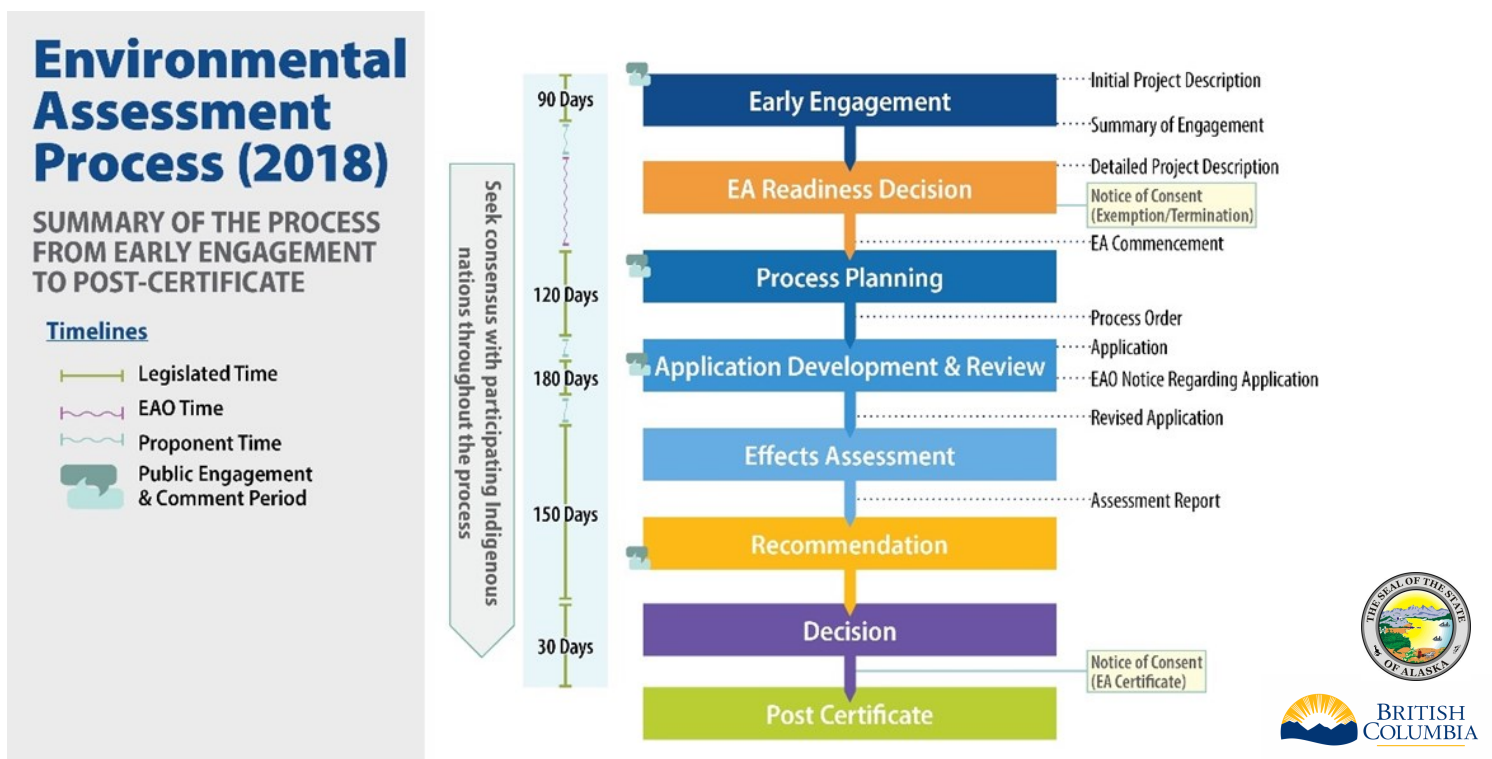 Environmental
Assessment
Process (2018)
SUMMARY OF THE PROCESS
FROM EARLY ENGAGEMENT
TO POST-CERTIFICATE
Timelines
Legislated Time
EAO Time
Proponent Time
Public Engagement
& Comment Period
Seek consensus with participating Indigenous
nations throughout the process
90 Days
120 Days
180 Days
150 Days
30 Days
Early Engagement
EA Readiness Decision
Process Planning
Application Development & Review
Effects Assessment
Recommendation
Decision
Post Certificate
Initial Project Description
Summary of Engagement
Detailed Project Description
Notice of Consent
(Exemption/Termination)
EA Commencement
Process Order
Application
EAO Notice Regarding Application
Revised Application
Assessment Report
Notice of Consent
(EA Certificate)
THE SEAL OF THE STATE
OF ALASKA
BRITISH
COLUMBIA